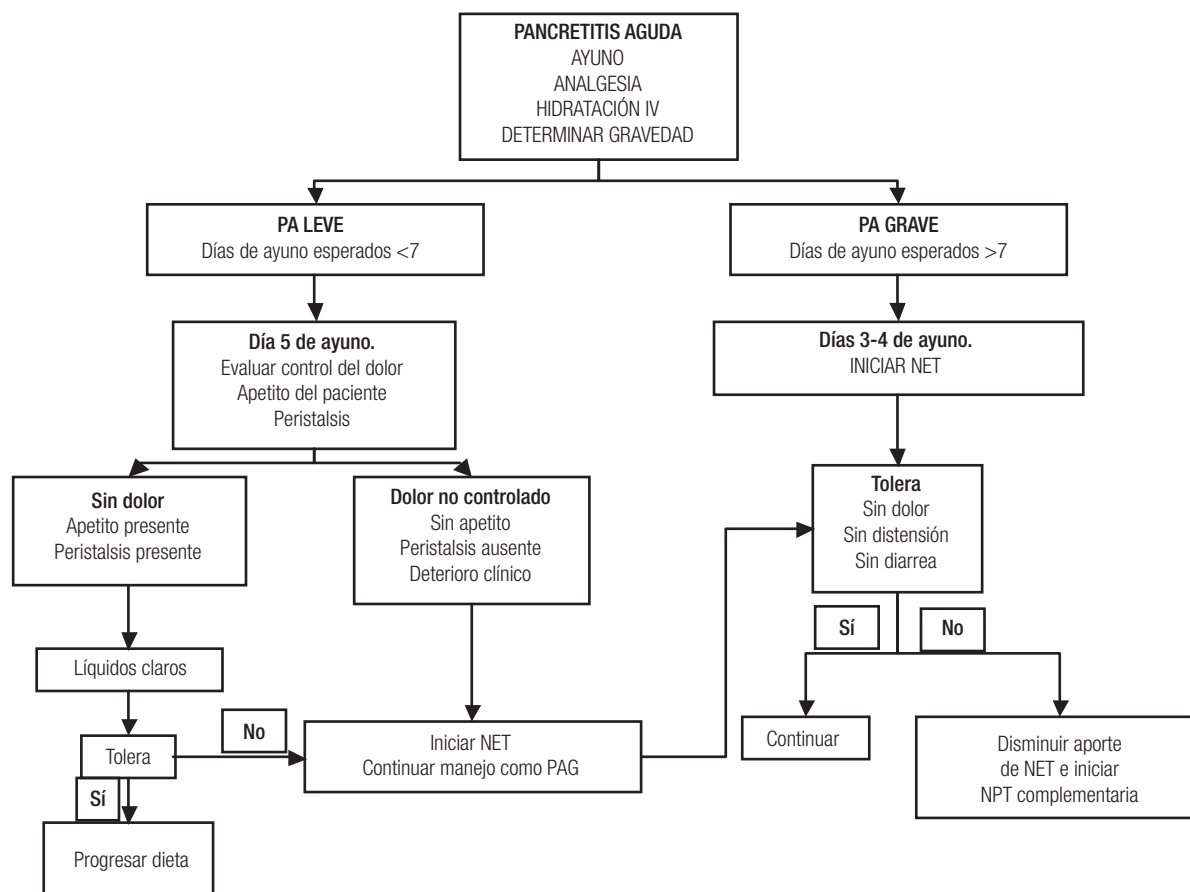 PANCRETITIS AGUDA
AYUNO
ANALGESIA
HIDRATACIÓN IV
DETERMINAR GRAVEDAD
PA LEVE
Días de ayuno esperados <7
PA GRAVE
Días de ayuno esperados >7
Día 5 de ayuno.
Evaluar control del dolor
Apetito del paciente
Peristalsis
Días 3-4 de ayuno.
INICIAR NET
Sin dolor
Apetito presente
Peristalsis presente
Dolor no controlado
Sin apetito
Peristalsis ausente
Deterioro clínico
Tolera
Sin dolor
Sin distensión
Sin diarrea
Sí
No
Líquidos claros
Tolera
No
Sí
Progresar dieta
Iniciar NET
Continuar manejo como PAG
Continuar
Disminuir aporte
de NET e iniciar
NPT complementaria